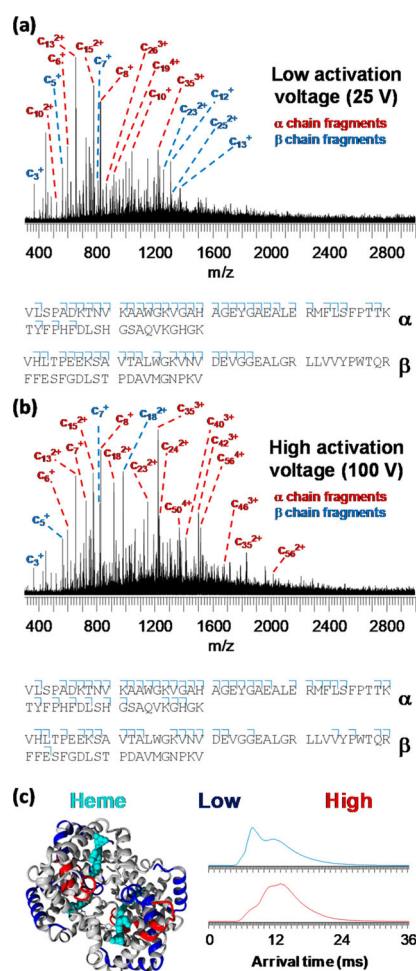 (a)
c13²⁺
c15²⁺
c6
c7⁺
c26³⁺
c5⁺
c8⁺
c19⁴⁺
c10⁺
c35³⁺
c10²⁺
c23²⁺
c12⁺
c25²⁺
c13⁺
c3⁺
Low activation
voltage (25 V)
α chain fragments
β chain fragments
400 800 1200 1600 2000 2400 2800
m/z
VLSPADKTNV KAAWGKVGAH AGEYGAEALE RMFLSFPTTK
TYFPHFDLSH GSAQVKGHGK
α
VHLTPEEKSA VTALWGKVNV DEVGGEALGR LLVVYPWTQR
FFESFGDLST PDAVMGNPKV
β
(b)
c15²⁺
c7⁺
c8⁺
c18²⁺
c35³⁺
c40³⁺
c42³⁺
c56⁴⁺
c13²⁺
c7⁺
c18²⁺
c24²⁺
c6⁺
c23²⁺
c50⁴⁺
c46³⁺
c5⁺
c35²⁺
c56²⁺
c3⁺
High activation
voltage (100 V)
α chain fragments
β chain fragments
400 800 1200 1600 2000 2400 2800
m/z
VLSPADKTNV KAAWGKVGAH AGEYGAEALE RMFLSFPTTK
TYFPHFDLSH GSAQVKGHGK
α
VHLTPEEKSA VTALWGKVNV DEVGGEALGR LLVVYPWTQR
FFESFGDLST PDAVMGNPKV
β
(c)
Heme Low High
0 12 24 36
Arrival time (ms)